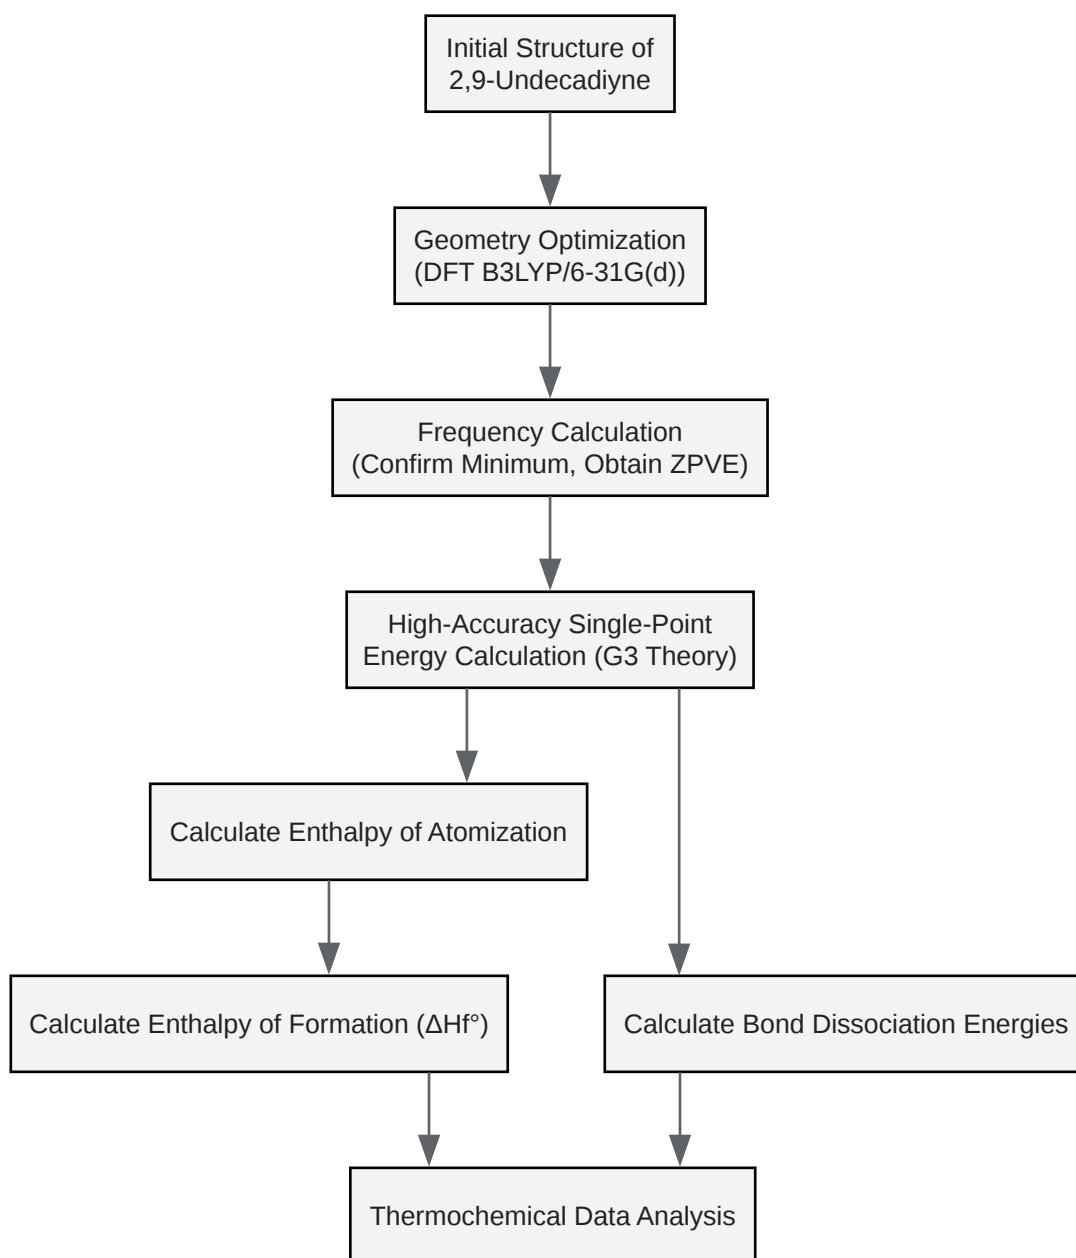 Initial Structure of
2,9-Undecadiyne
Geometry Optimization
(DFT B3LYP/6-31G(d))
Frequency Calculation
(Confirm Minimum, Obtain ZPVE)
High-Accuracy Single-Point
Energy Calculation (G3 Theory)
Calculate Enthalpy of Atomization
Calculate Enthalpy of Formation (ΔHf°)
Calculate Bond Dissociation Energies
Thermochemical Data Analysis